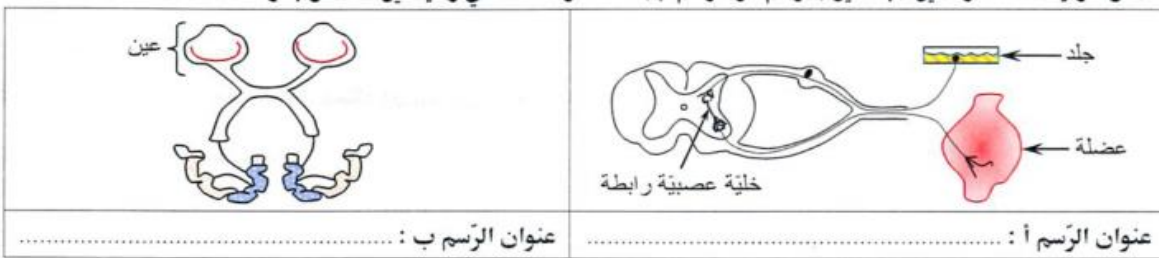 جلد
عضلة
خليّة عصبيّة رابطة
عين
عنوان الرّسم أ : ........................................................
عنوان الرّسم ب : ........................................................